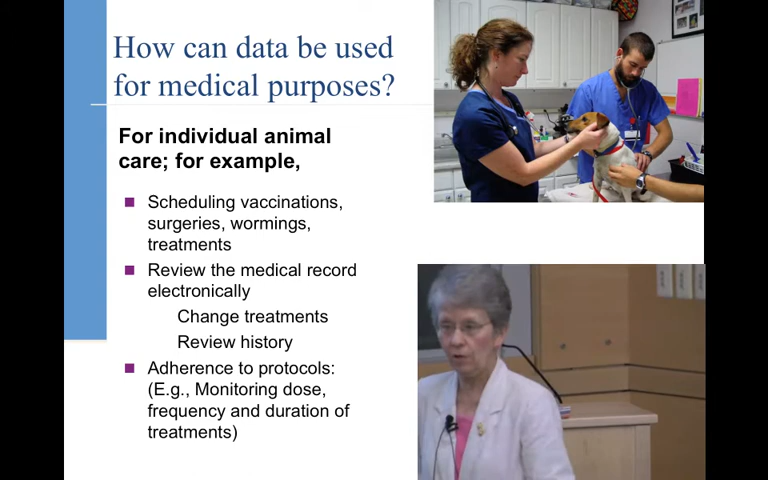 How can data be used
for medical purposes?
For individual animal
care; for example,
Scheduling vaccinations,
surgeries, wormings,
treatments
Review the medical record
electronically
Change treatments
Review history
Adherence to protocols:
(E.g., Monitoring dose,
frequency and duration of
treatments)